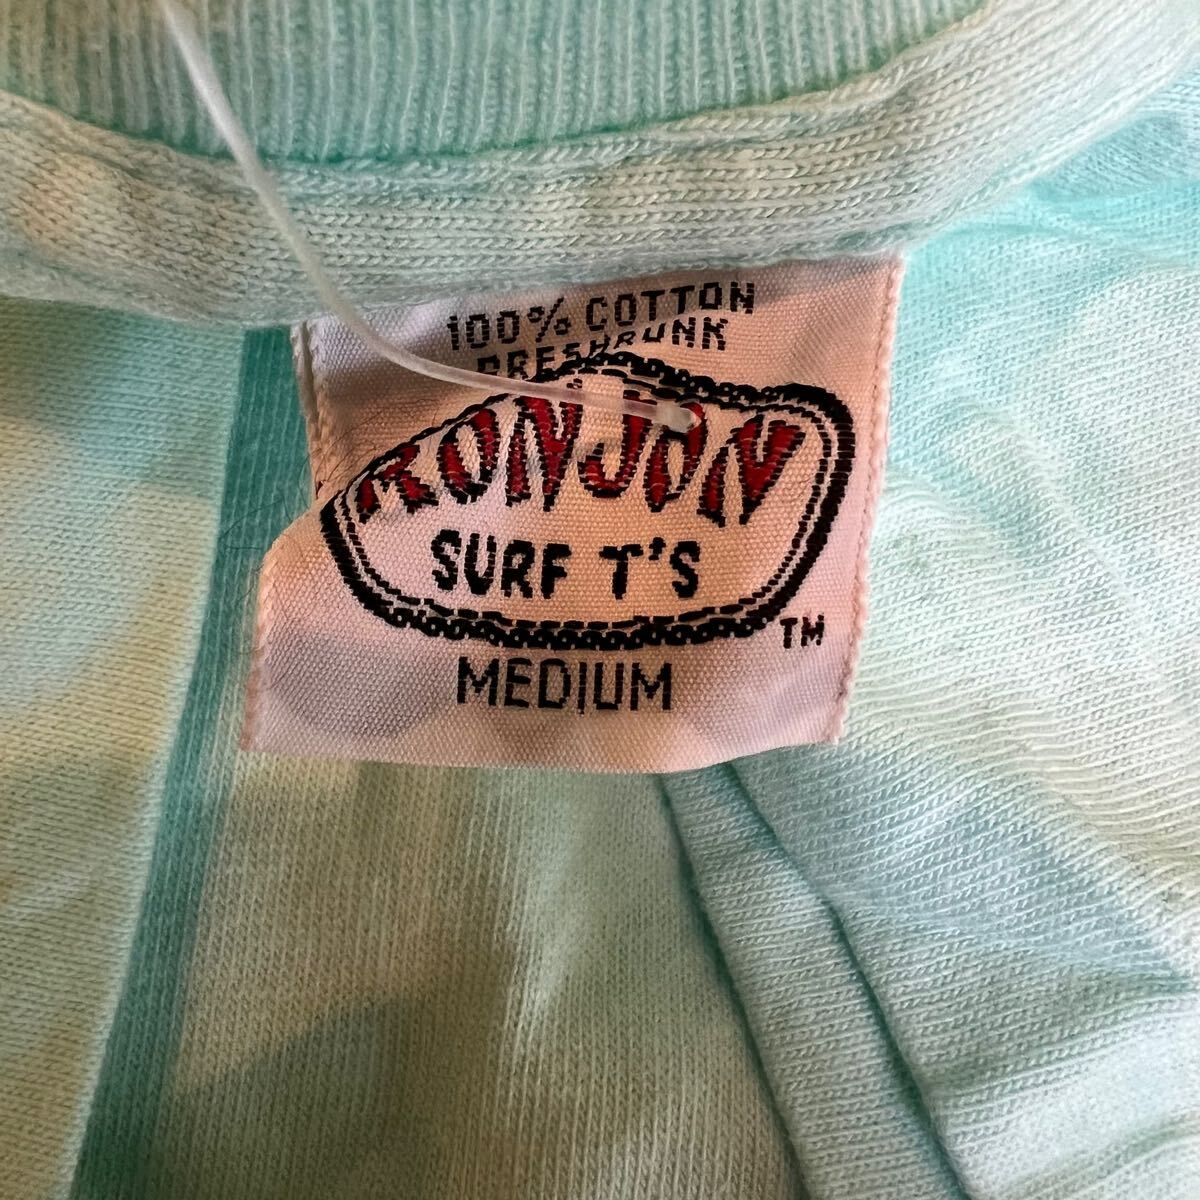 100% COTTON
PRESHRUNK
RON JON
SURF T'S
TM
MEDIUM